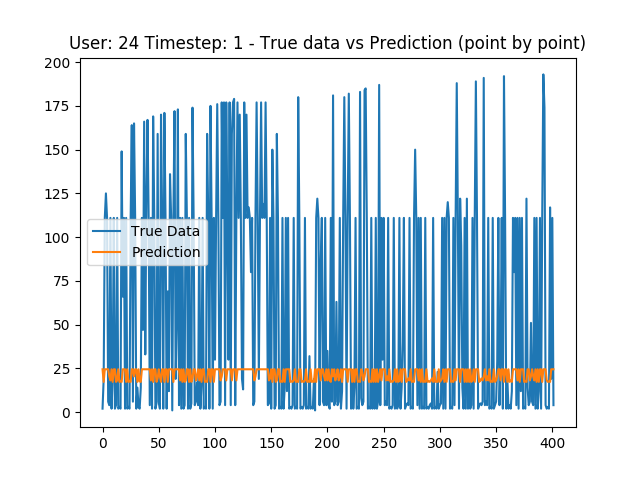 User: 24 Timestep: 1 - True data vs Prediction (point by point)
200
175
150
125
100
75
50
25
0
True Data
Prediction
0 50 100 150 200 250 300 350 400